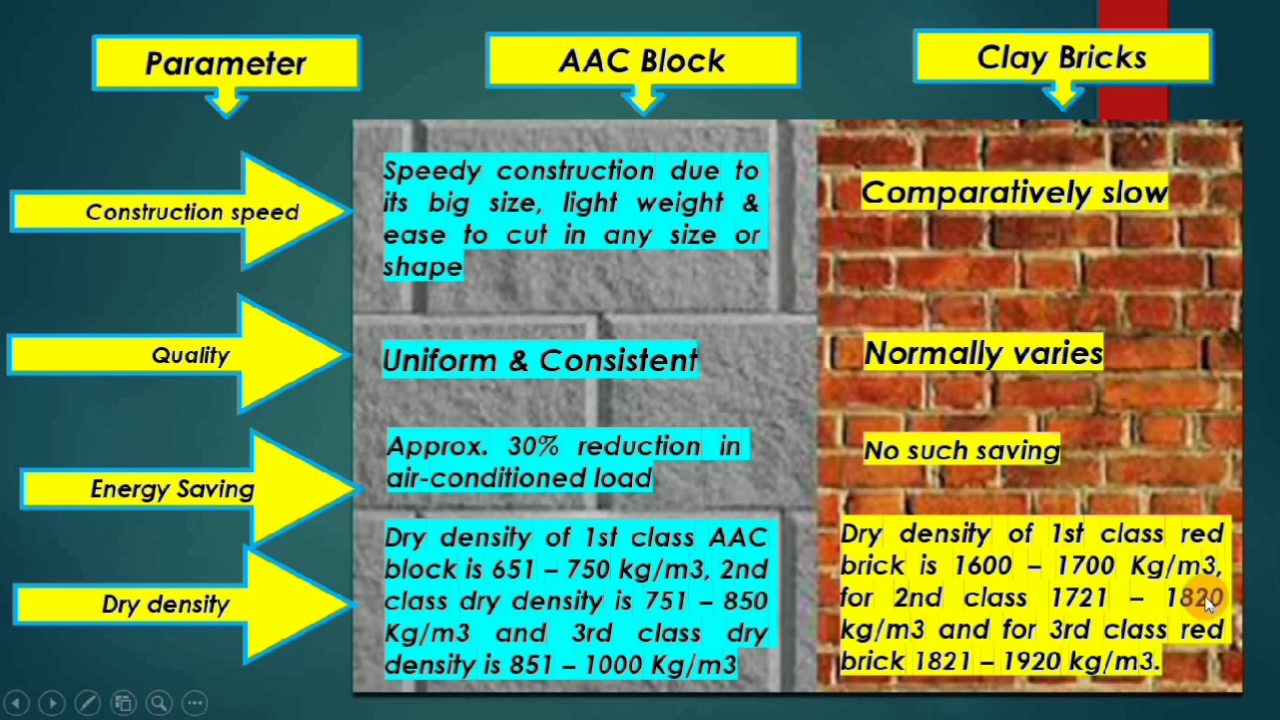 Parameter
AAC Block
Clay Bricks
Construction speed
Speedy construction due to
its big size, light weight &
ease to cut in any size or
shape
Comparatively slow
Quality
Uniform & Consistent
Normally varies
Energy Saving
Approx. 30% reduction in
air-conditioned load
No such saving
Dry density
Dry density of 1st class AAC
block is 651 – 750 kg/m3, 2nd
class dry density is 751 – 850
Kg/m3 and 3rd class dry
density is 851 – 1000 Kg/m3
Dry density of 1st class red
brick is 1600 – 1700 Kg/m3,
for 2nd class 1721 – 1820
kg/m3 and for 3rd class red
brick 1821 – 1920 kg/m3.